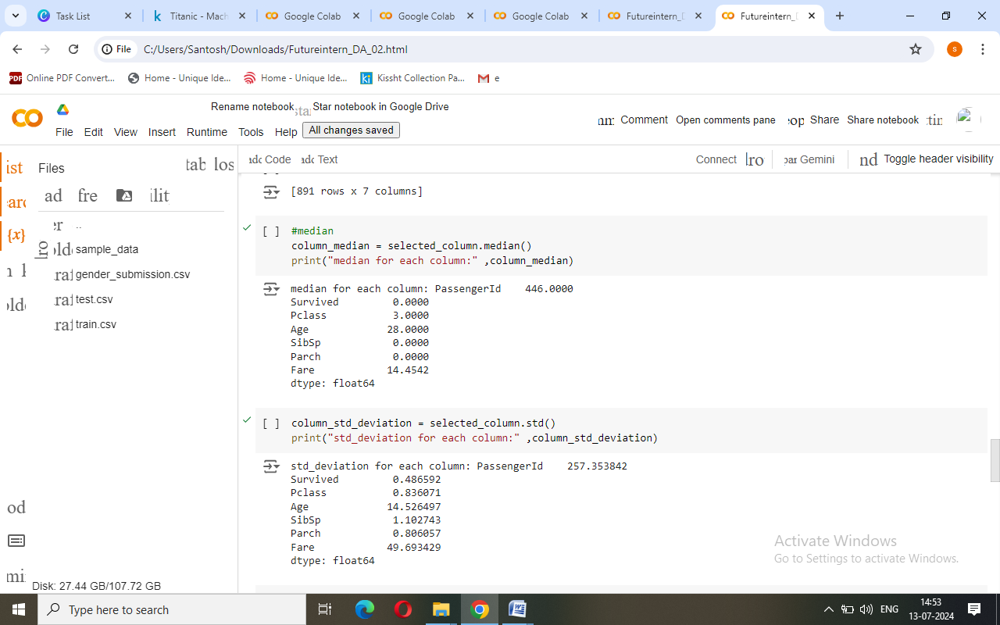 Task List
Titanic - Mach
Google Colab
Google Colab
Google Colab
Futureintern_D
Futureintern_D
File
C:/Users/Santosh/Downloads/Futureintern_DA_02.html
s
PDF
Online PDF Convert...
Home - Unique Ide...
Home - Unique Ide...
Kissht Collection Pa...
e
Rename notebook
Star notebook in Google Drive
File Edit View Insert Runtime Tools Help
All changes saved
Comment
Open comments pane
Share
Share notebook
Files
Code
Text
Connect
Gemini
Toggle header visibility
{x}
..
sample_data
gender_submission.csv
test.csv
train.csv
Disk: 27.44 GB/107.72 GB
[891 rows x 7 columns]
[ ] #median
column_median = selected_column.median()
print("median for each column:" ,column_median)
median for each column: PassengerId    446.0000
Survived         0.0000
Pclass           3.0000
Age             28.0000
SibSp            0.0000
Parch            0.0000
Fare            14.4542
dtype: float64
[ ] column_std_deviation = selected_column.std()
print("std_deviation for each column:" ,column_std_deviation)
std_deviation for each column: PassengerId    257.353842
Survived         0.486592
Pclass           0.836071
Age             14.526497
SibSp            1.102743
Parch            0.806057
Fare            49.693429
dtype: float64
Activate Windows
Go to Settings to activate Windows.
Type here to search
ENG
14:53
13-07-2024